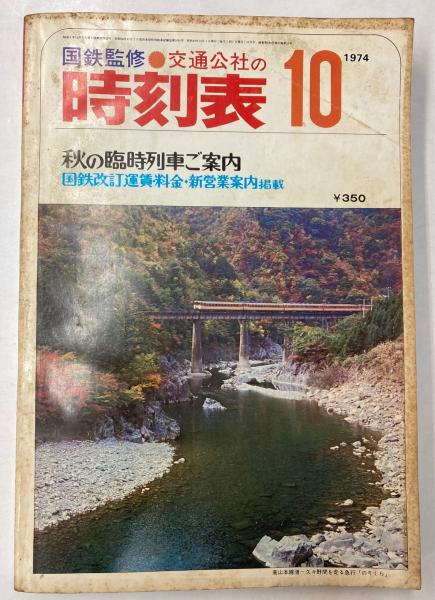 国鉄監修●交通公社の
時刻表
10
1974
秋の臨時列車ご案内
国鉄改訂運賃・料金・新営業案内掲載
¥350